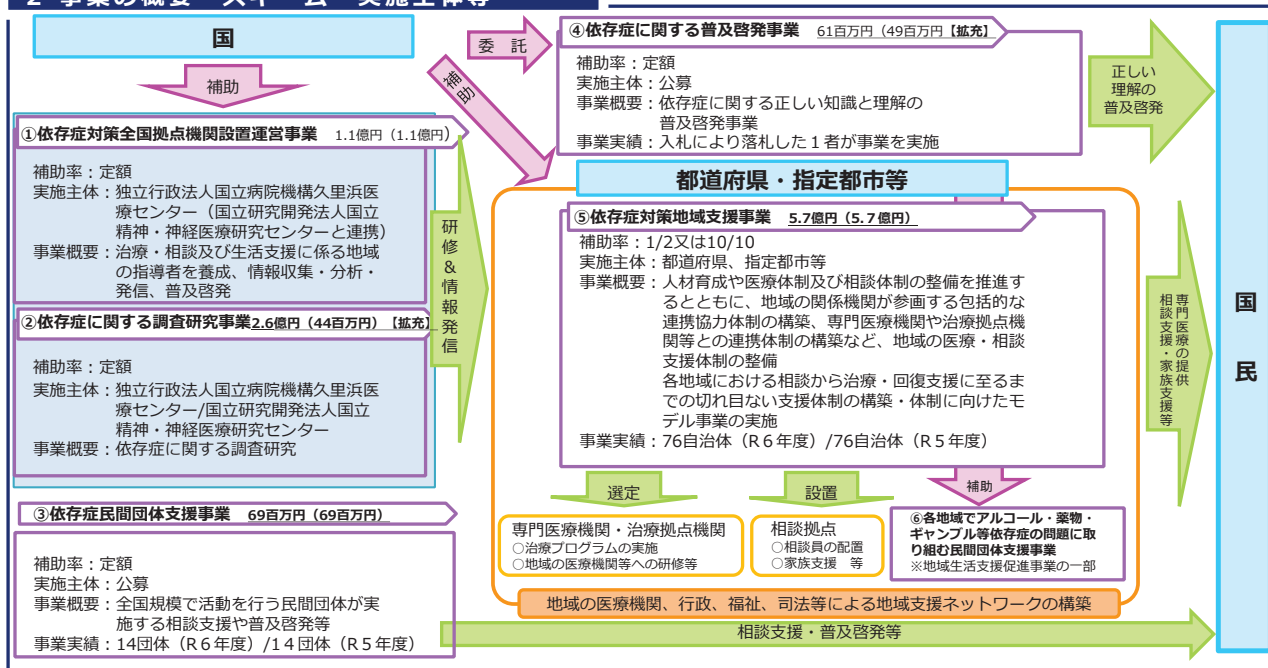 2 事業の概要・スキーム・実施主体等
国
補助
①依存症対策全国拠点機関設置運営事業 1.1億円(1.1億円)
補助率:定額
実施主体:独立行政法人国立病院機構久里浜医
療センター(国立研究開発法人国立
精神・神経医療研究センターと連携)
事業概要:治療・相談及び生活支援に係る地域
の指導者を養成、情報収集・分析・
発信、普及啓発
②依存症に関する調査研究事業2.6億円(44百万円)【拡充】
補助率:定額
実施主体:独立行政法人国立病院機構久里浜医
療センター/国立研究開発法人国立
精神・神経医療研究センター
事業概要:依存症に関する調査研究
③依存症民間団体支援事業 69百万円(69百万円)
補助率:定額
実施主体:公募
事業概要:全国規模で活動を行う民間団体が実
施する相談支援や普及啓発等
事業実績:14団体(R6年度)/14団体(R5年度)
研修&情報発信
委託
補助
④依存症に関する普及啓発事業 61百万円(49百万円【拡充】
補助率:定額
実施主体:公募
事業概要:依存症に関する正しい知識と理解の
普及啓発事業
事業実績:入札により落札した1者が事業を実施
正しい
理解の
普及啓発
都道府県・指定都市等
⑤依存症対策地域支援事業 5.7億円(5.7億円)
補助率:1/2又は10/10
実施主体:都道府県、指定都市等
事業概要:人材育成や医療体制及び相談体制の整備を推進す
るとともに、地域の関係機関が参画する包括的な
連携協力体制の構築、専門医療機関や治療拠点機
関等との連携体制の構築など、地域の医療・相談
支援体制の整備
各地域における相談から治療・回復支援に至るま
での切れ目ない支援体制の構築・体制に向けたモ
デル事業の実施
事業実績:76自治体(R6年度)/76自治体(R5年度)
選定
設置
補助
専門医療機関・治療拠点機関
○治療プログラムの実施
○地域の医療機関等への研修等
相談拠点
○相談員の配置
○家族支援 等
⑥各地域でアルコール・薬物・
ギャンブル等依存症の問題に取
り組む民間団体支援事業
※地域生活支援促進事業の一部
地域の医療機関、行政、福祉、司法等による地域支援ネットワークの構築
相談支援・普及啓発等
専門医療の提供
相談支援・家族支援等
国民